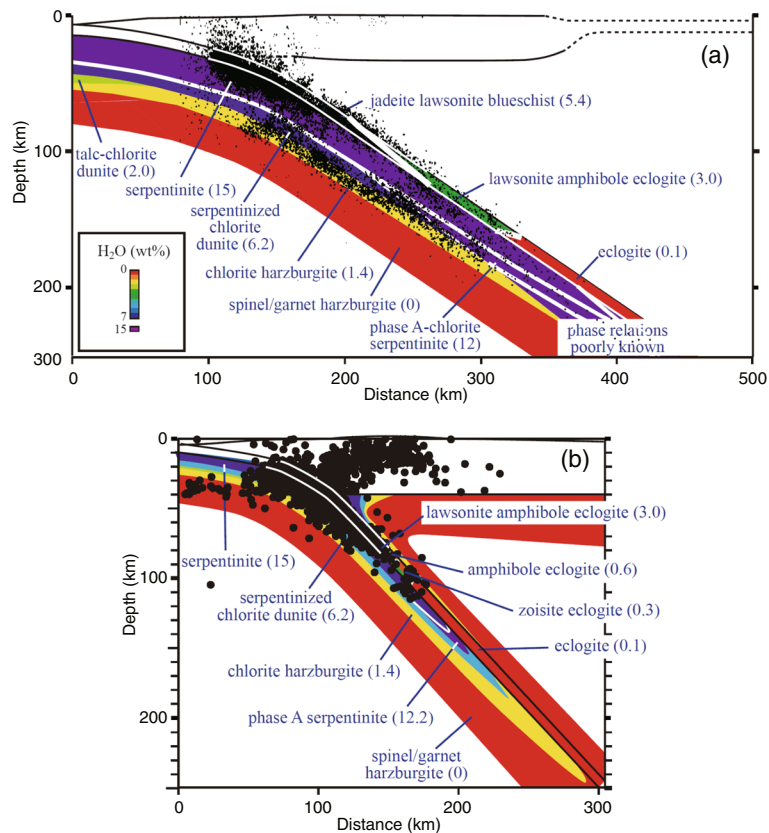 0
(a)
jadeite lawsonite blueschist (5.4)
100
talc-chlorite
dunite (2.0)
lawsonite amphibole eclogite (3.0)
serpentinite (15)
serpentinized
chlorite
dunite (6.2)
H2O (wt%)
0
7
15
eclogite (0.1)
chlorite harzburgite (1.4)
200
spinel/garnet harzburgite (0)
phase A-chlorite
serpentinite (12)
phase relations
poorly known
300
Depth (km)
0
100
200
300
400
500
Distance (km)
0
(b)
lawsonite amphibole eclogite (3.0)
serpentinite (15)
amphibole eclogite (0.6)
100
serpentinized
chlorite dunite
(6.2)
zoisite eclogite (0.3)
eclogite (0.1)
chlorite harzburgite
(1.4)
phase A serpentinite (12.2)
200
spinel/garnet
harzburgite (0)
Depth (km)
0
100
200
300
Distance (km)